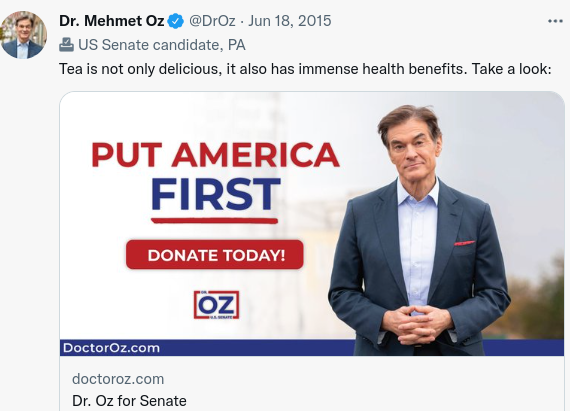 Dr. Mehmet Oz @DrOz · Jun 18, 2015
US Senate candidate, PA
Tea is not only delicious, it also has immense health benefits. Take a look:
PUT AMERICA
FIRST
DONATE TODAY!
DR.
OZ
U.S. SENATE
DoctorOz.com
doctoroz.com
Dr. Oz for Senate